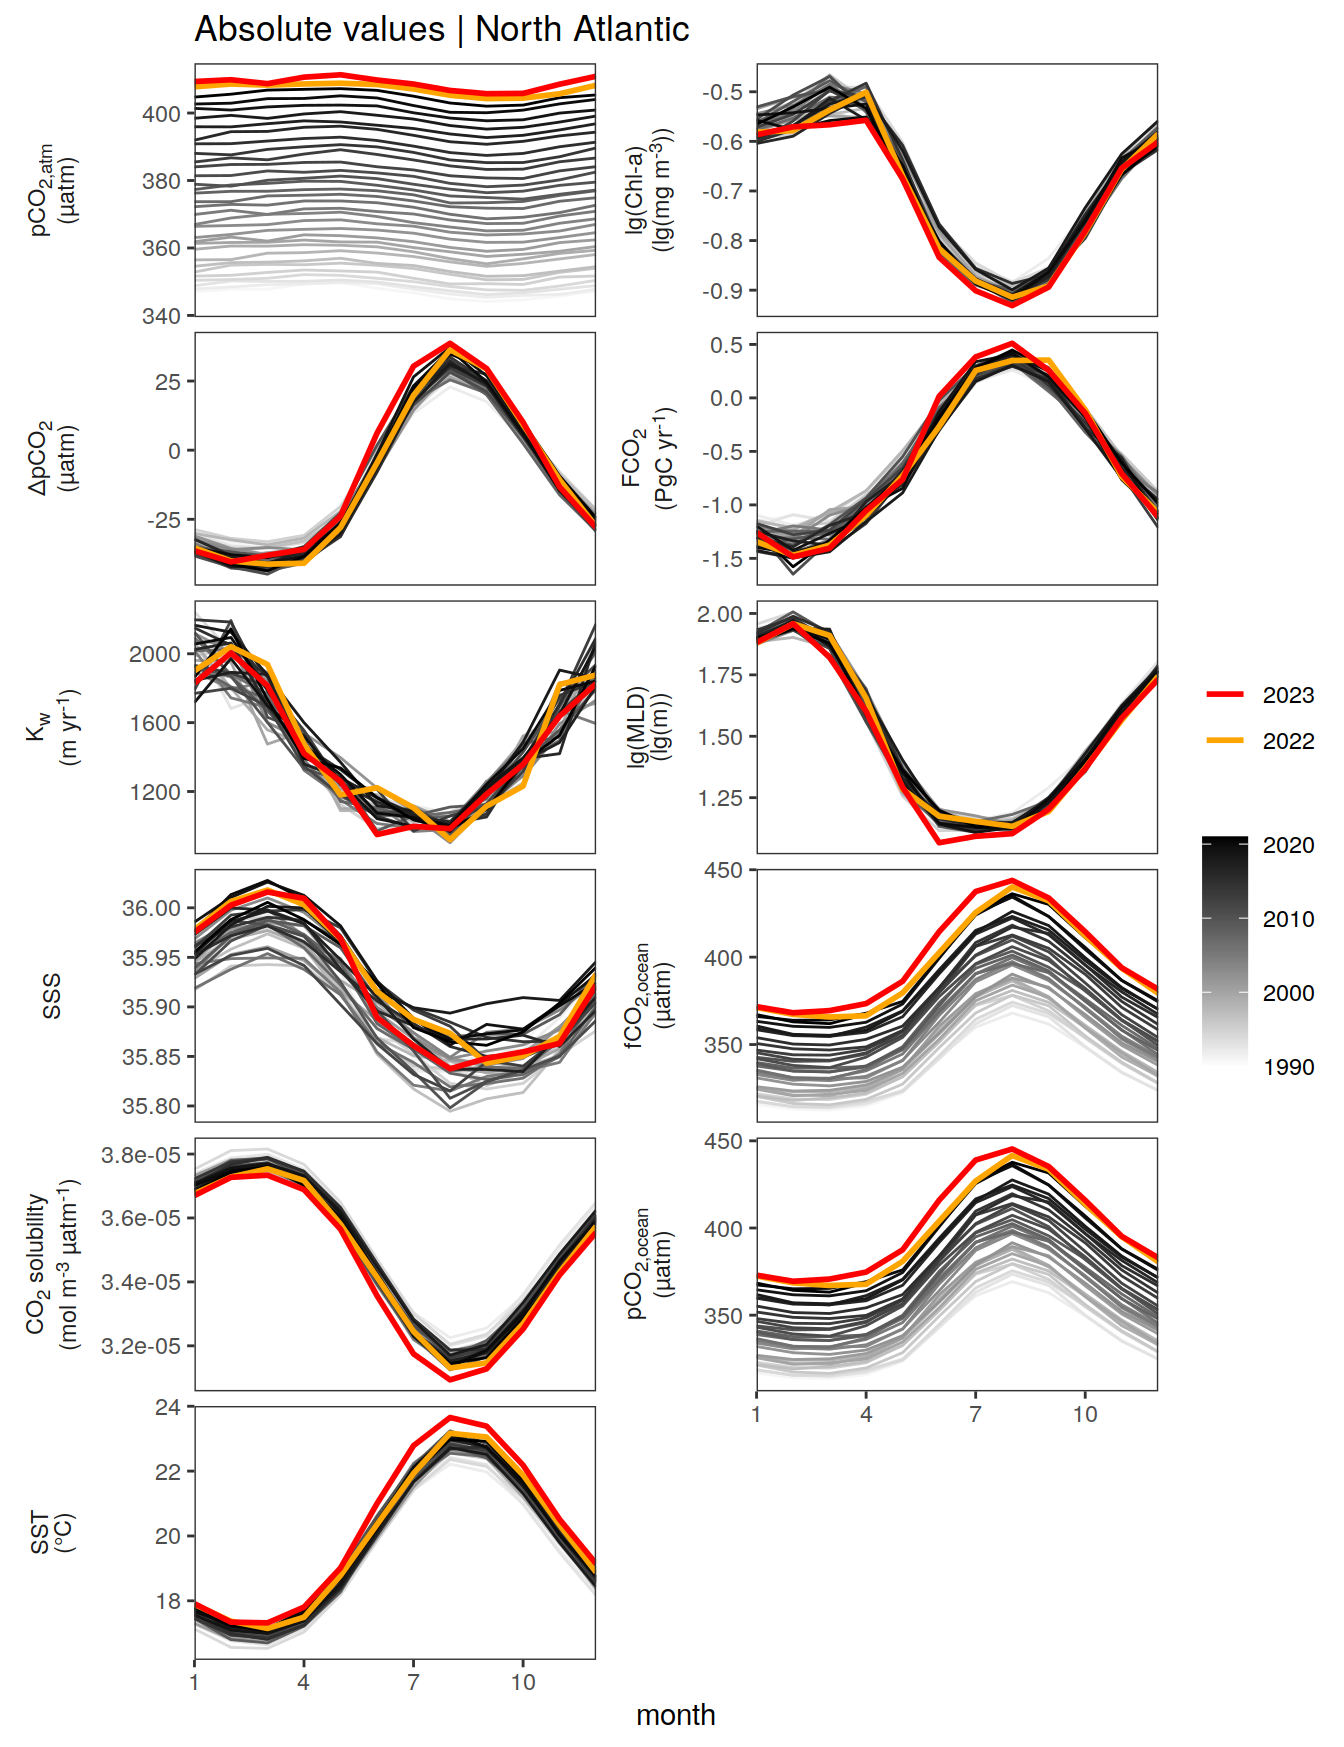 Absolute values | North Atlantic
pCO2,atm
(µatm)
400
380
360
340
lg(Chl-a)
(lg(mg m-3))
-0.5
-0.6
-0.7
-0.8
-0.9
ΔpCO2
(µatm)
25
0
-25
FCO2
(PgC yr-1)
0.5
0.0
-0.5
-1.0
-1.5
Kw
(m yr-1)
2000
1600
1200
lg(MLD)
(lg(m))
2.00
1.75
1.50
1.25
SSS
36.00
35.95
35.90
35.85
35.80
fCO2,ocean
(µatm)
450
400
350
CO2 solubility
(mol m-3 µatm-1)
3.8e-05
3.6e-05
3.4e-05
3.2e-05
pCO2,ocean
(µatm)
450
400
350
1 4 7 10
SST
(°C)
24
22
20
18
1 4 7 10
month
2023
2022
2020
2010
2000
1990